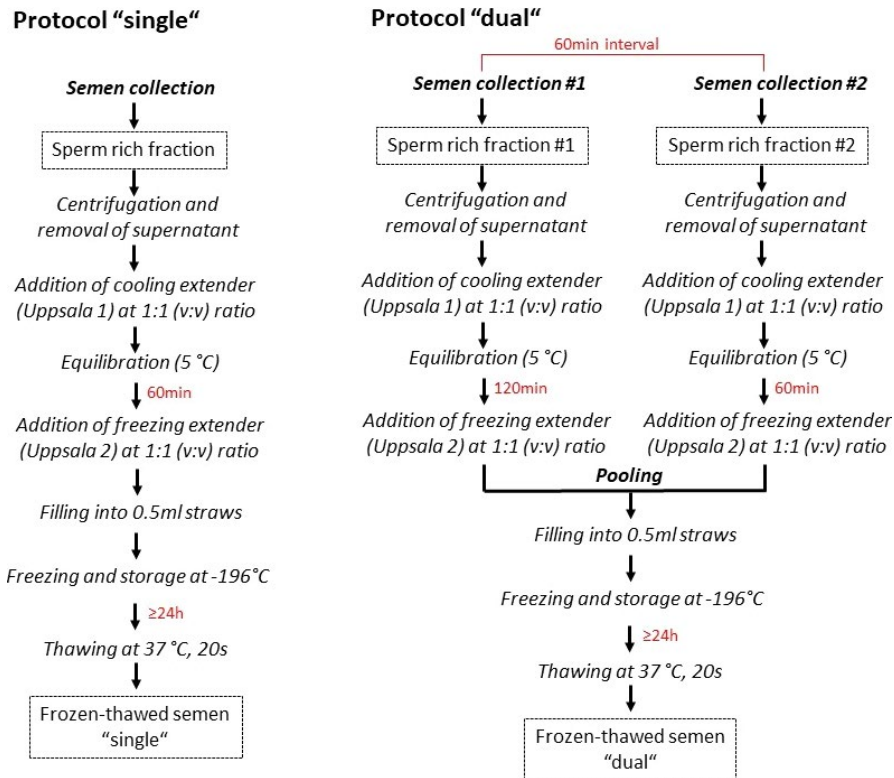 Protocol “single“
Semen collection
Sperm rich fraction
Centrifugation and
removal of supernatant
Addition of cooling extender
(Uppsala 1) at 1:1 (v:v) ratio
Equilibration (5 °C)
60min
Addition of freezing extender
(Uppsala 2) at 1:1 (v:v) ratio
Filling into 0.5ml straws
Freezing and storage at -196°C
≥24h
Thawing at 37 °C, 20s
Frozen-thawed semen
“single“
Protocol “dual“
60min interval
Semen collection #1
Sperm rich fraction #1
Centrifugation and
removal of supernatant
Addition of cooling extender
(Uppsala 1) at 1:1 (v:v) ratio
Equilibration (5 °C)
120min
Addition of freezing extender
(Uppsala 2) at 1:1 (v:v) ratio
Semen collection #2
Sperm rich fraction #2
Centrifugation and
removal of supernatant
Addition of cooling extender
(Uppsala 1) at 1:1 (v:v) ratio
Equilibration (5 °C)
60min
Addition of freezing extender
(Uppsala 2) at 1:1 (v:v) ratio
Pooling
Filling into 0.5ml straws
Freezing and storage at -196°C
≥24h
Thawing at 37 °C, 20s
Frozen-thawed semen
“dual“